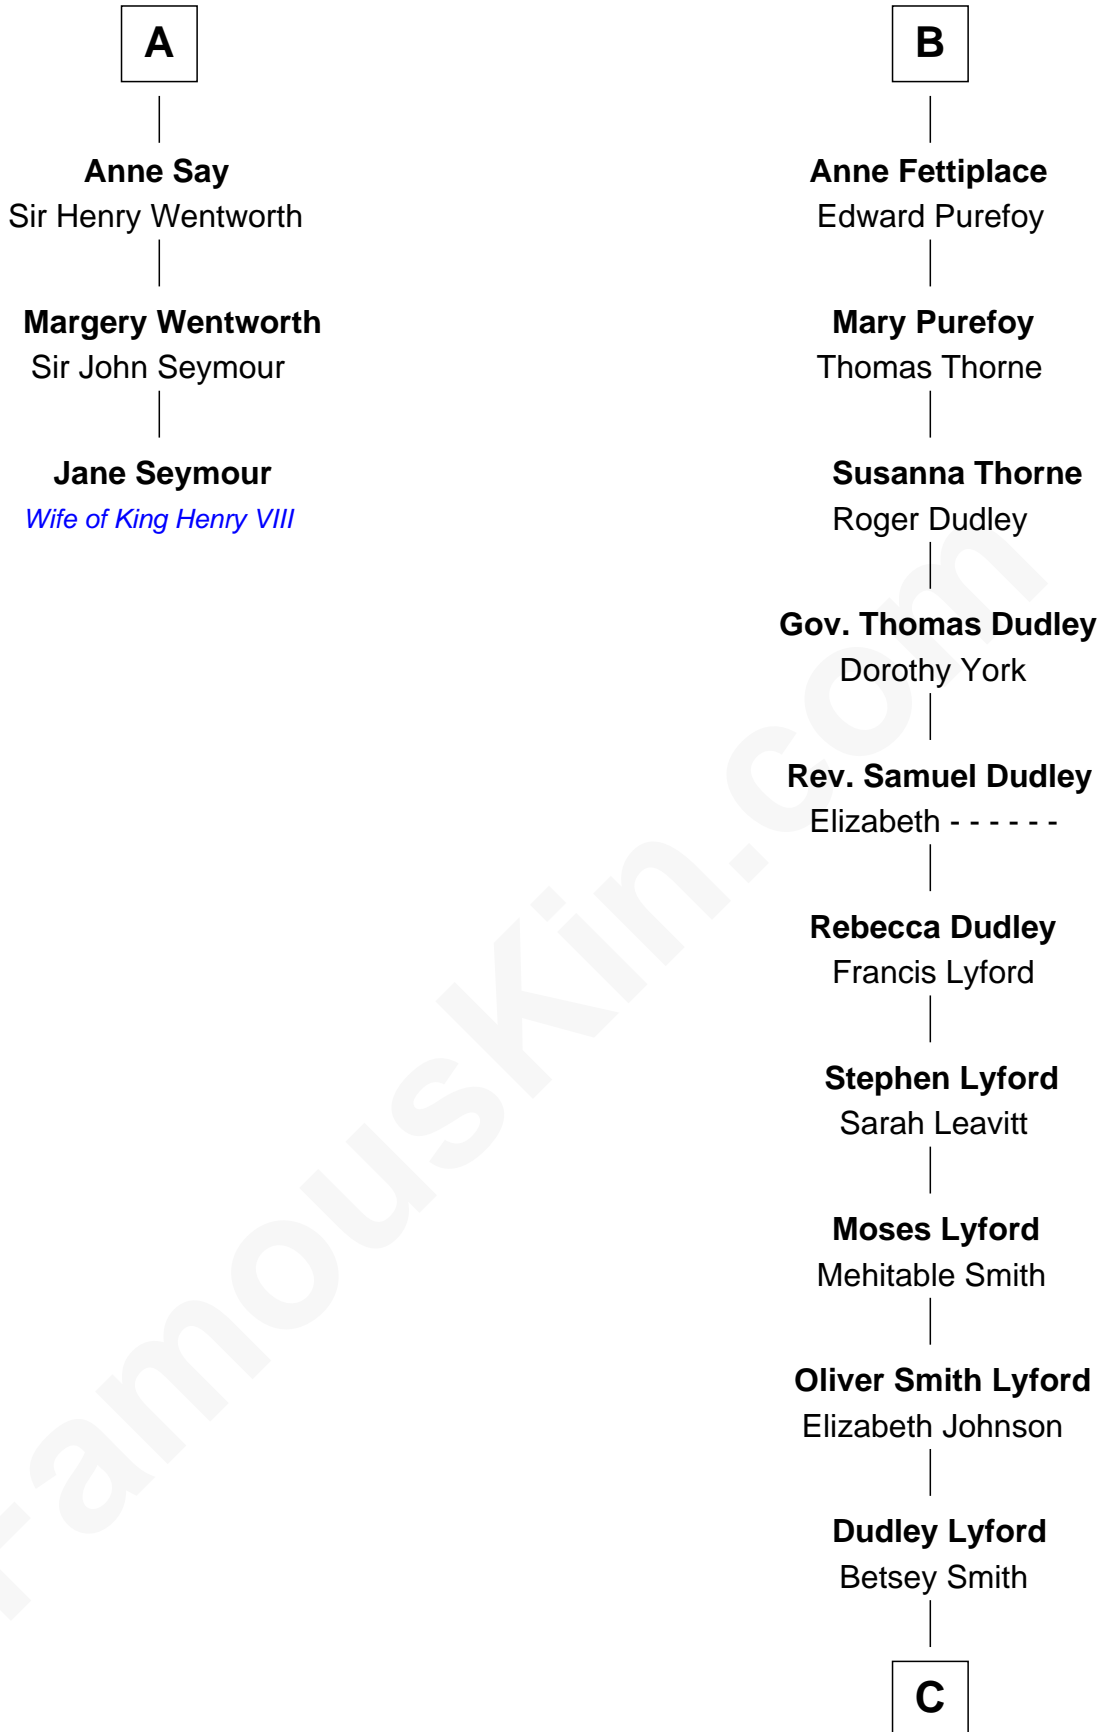 A
Anne Say
Sir Henry Wentworth
Margery Wentworth
Sir John Seymour
Jane Seymour
Wife of King Henry VIII
B
Anne Fettiplace
Edward Purefoy
Mary Purefoy
Thomas Thorne
Susanna Thorne
Roger Dudley
Gov. Thomas Dudley
Dorothy York
Rev. Samuel Dudley
Elizabeth - - - - - -
Rebecca Dudley
Francis Lyford
Stephen Lyford
Sarah Leavitt
Moses Lyford
Mehitable Smith
Oliver Smith Lyford
Elizabeth Johnson
Dudley Lyford
Betsey Smith
C
FamousKin.com